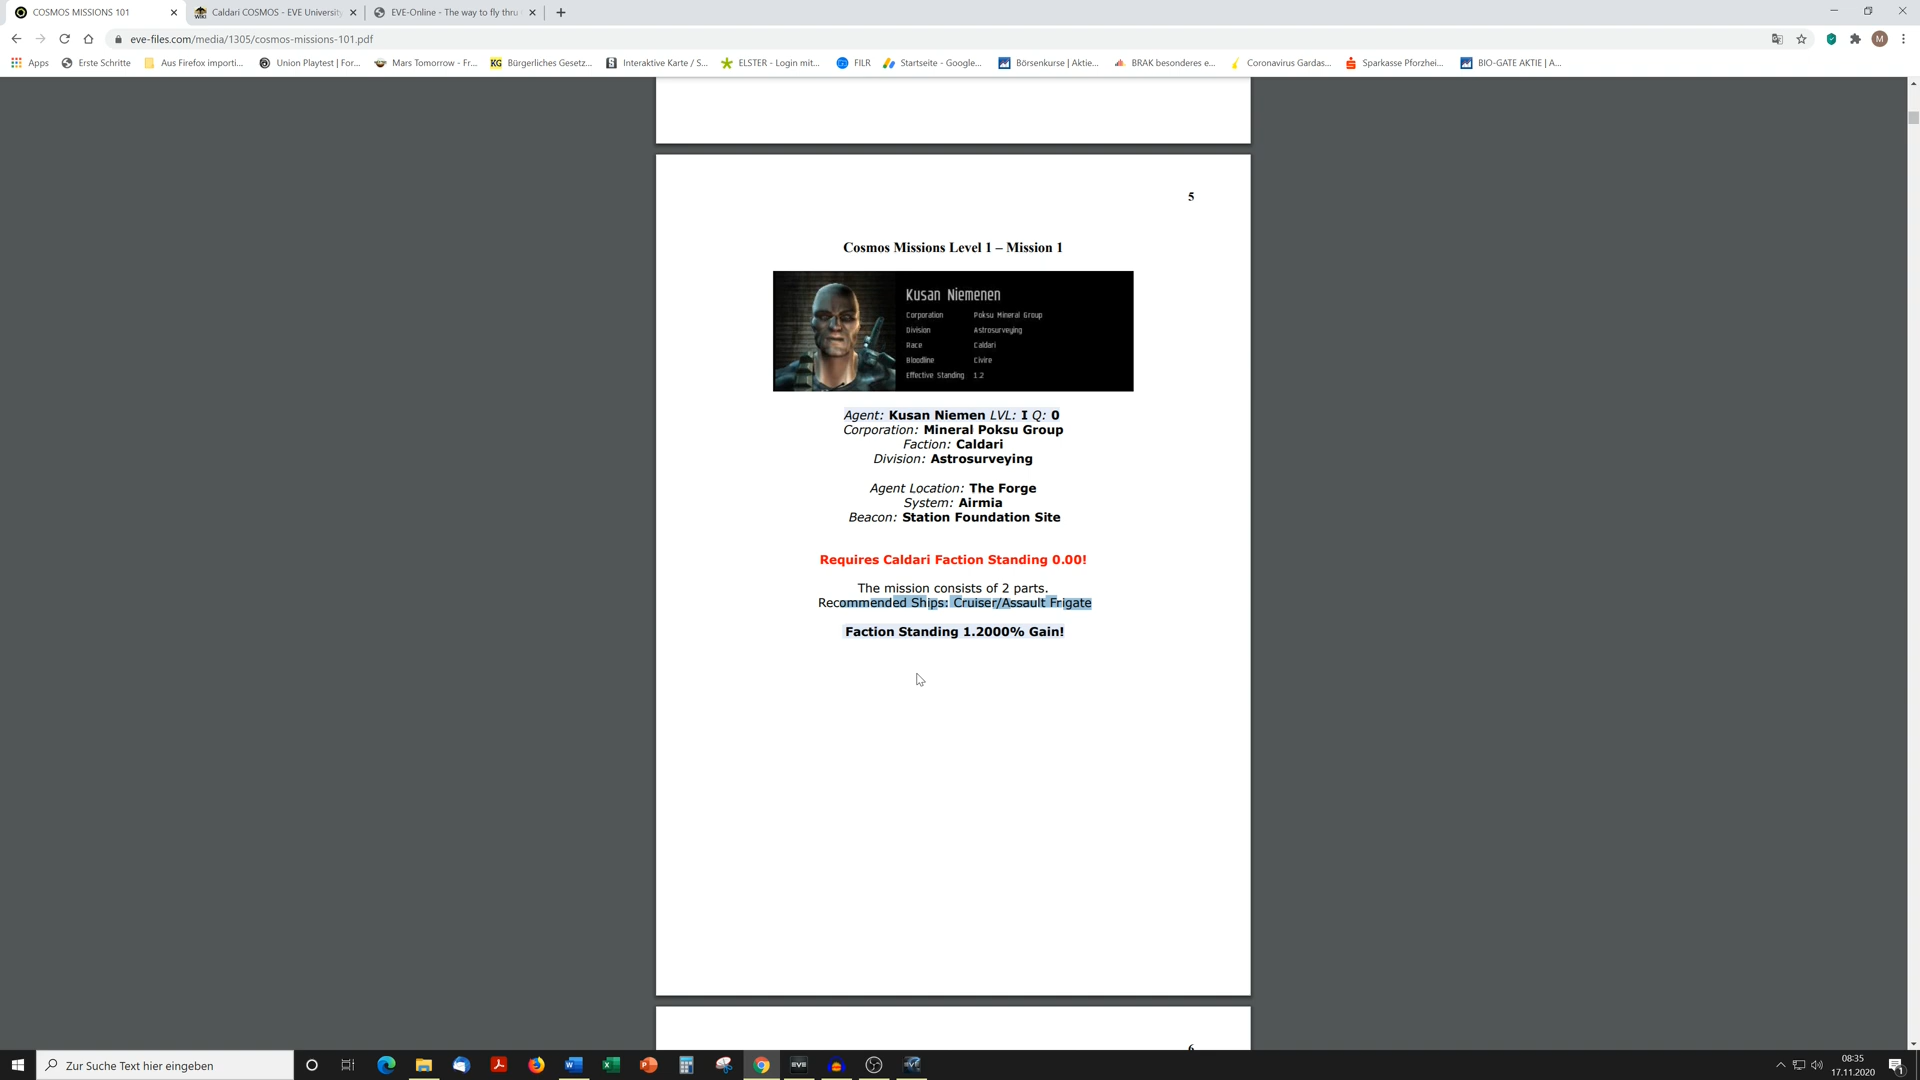 COSMOS MISSIONS 101
Caldari COSMOS - EVE University
EVE-Online - The way to fly thru
eve-files.com/media/1305/cosmos-missions-101.pdf
M
Apps
Erste Schritte
Aus Firefox importi...
Union Playtest | For...
Mars Tomorrow - Fr...
KG Bürgerliches Gesetz...
Interaktive Karte / S...
ELSTER - Login mit...
FILR
Startseite - Google...
Börsenkurse | Aktie...
BRAK besonderes e...
Coronavirus Gardas...
Sparkasse Pforzhei...
BIO-GATE AKTIE | A...
5
Cosmos Missions Level 1 – Mission 1
Kusan Niemenen
Corporation Poksu Mineral Group
Division Astrosurveying
Race Caldari
Bloodline Civire
Effective Standing 1.2
Agent: Kusan Niemen LVL: I Q: 0
Corporation: Mineral Poksu Group
Faction: Caldari
Division: Astrosurveying
Agent Location: The Forge
System: Airmia
Beacon: Station Foundation Site
Requires Caldari Faction Standing 0.00!
The mission consists of 2 parts.
Recommended Ships: Cruiser/Assault Frigate
Faction Standing 1.2000% Gain!
6
Zur Suche Text hier eingeben
EVE
08:35
17.11.2020
1